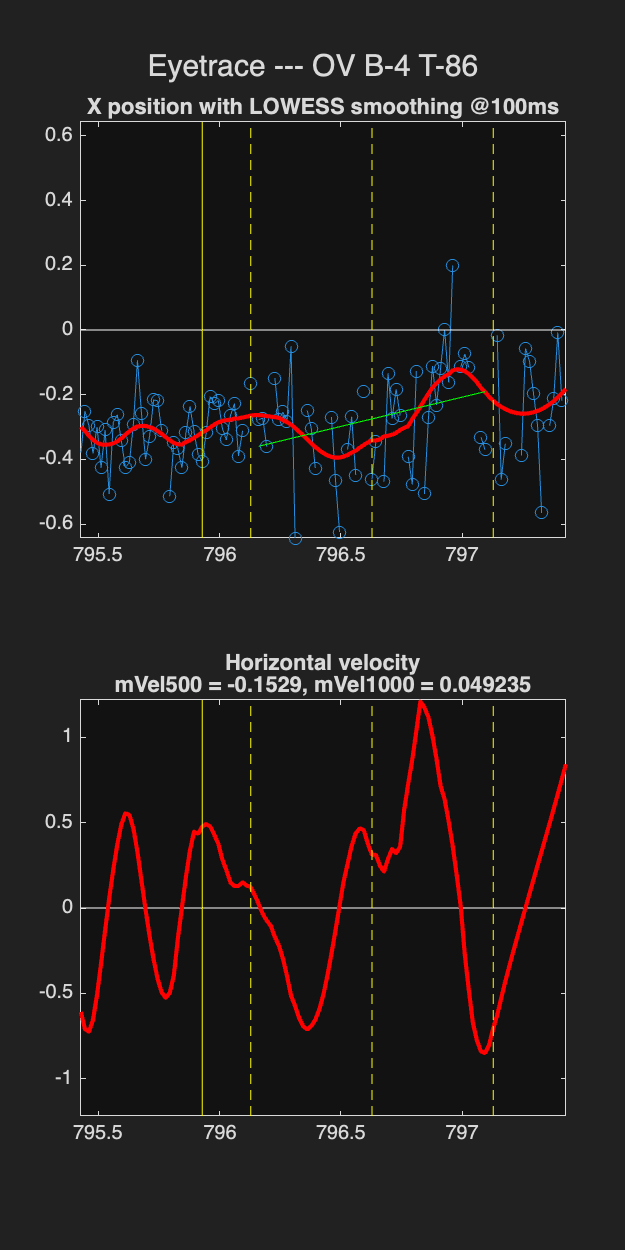 Eyetrace --- OV B-4 T-86
X position with LOWESS smoothing @100ms
0.6
0.4
0.2
0
-0.2
-0.4
-0.6
795.5 796 796.5 797
Horizontal velocity
mVel500 = -0.1529, mVel1000 = 0.049235
1
0.5
0
-0.5
-1
795.5 796 796.5 797